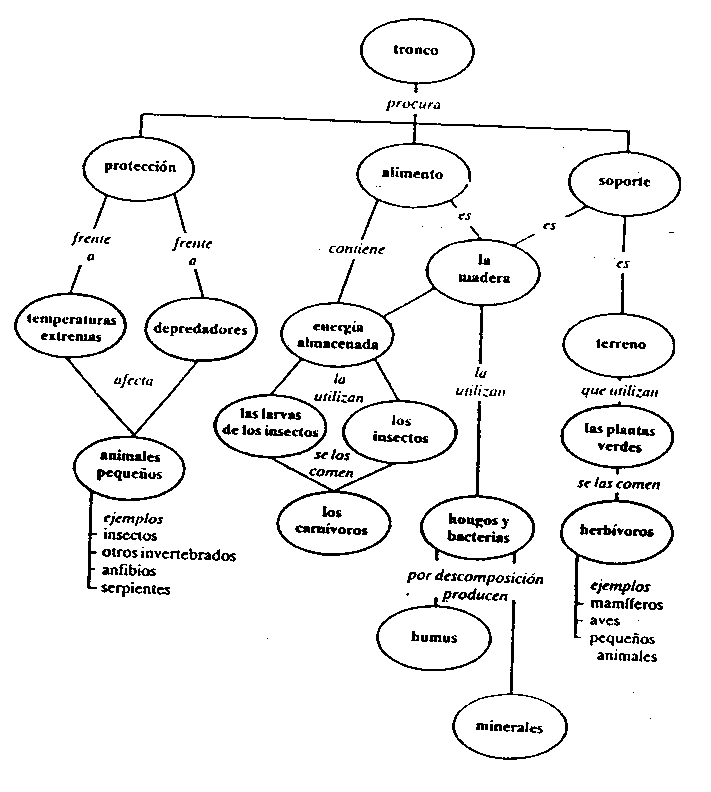 tronco
procura
protección
alimento
soporte
frente
a
frente
a
es
es
contiene
la
madera
es
temperaturas
extremas
depredadores
energía
almacenada
terreno
afecta
la
utilizan
la
utilizan
que utilizan
las larvas
de los insectos
los
insectos
las plantas
verdes
animales
pequeños
se los
comen
se las comen
los
carnívoros
hongos y
bacterias
herbívoros
ejemplos
insectos
otros invertebrados
anfibios
serpientes
por descomposición
producen
ejemplos
mamíferos
aves
pequeños
animales
humus
minerales